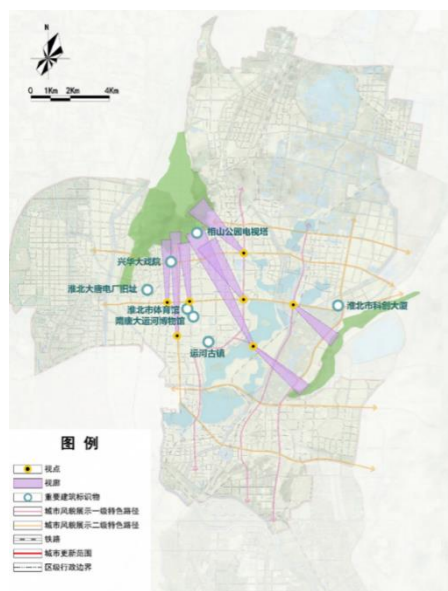 N
0 1Km 2Km 4Km
相山公园电视塔
兴华大戏院
淮北大唐电厂旧址
淮北市体育馆
淮北市科创大厦
隋唐大运河博物馆
运河古镇
图 例
视点
视廊
重要建筑标识物
城市风貌展示一级特色路径
城市风貌展示二级特色路径
铁路
城市更新范围
区级行政边界